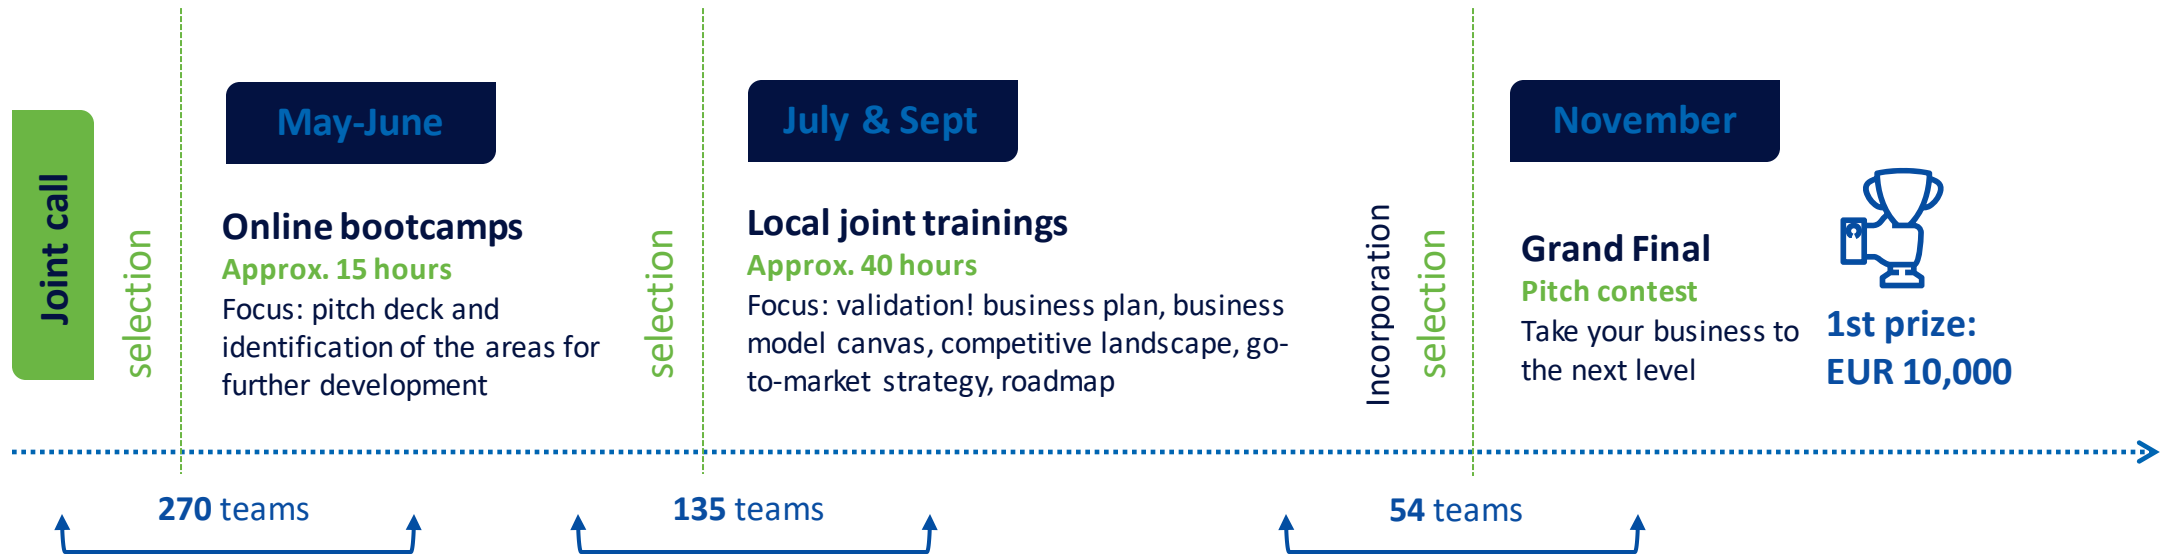 Joint call
selection
May-June
Online bootcamps
Approx. 15 hours
Focus: pitch deck and
identification of the areas for
further development
selection
July & Sept
Local joint trainings
Approx. 40 hours
Focus: validation! business plan, business
model canvas, competitive landscape, go-
to-market strategy, roadmap
Incorporation
selection
November
Grand Final
Pitch contest
Take your business to
the next level
1st prize:
EUR 10,000
270 teams
135 teams
54 teams